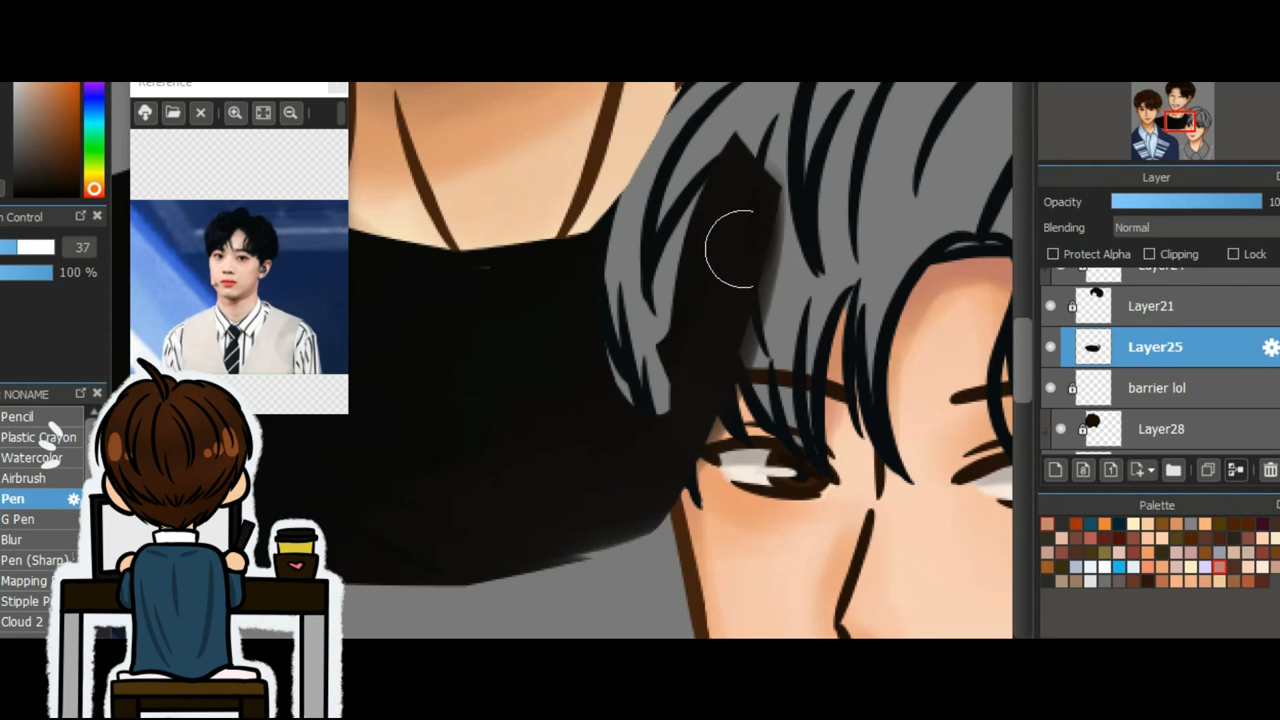 Reference
Control
37
100 %
NONAME
Pencil
Plastic Crayon
Watercolor
Airbrush
Pen
G Pen
Blur
Pen (Sharp)
Mapping
Stipple
Cloud 2
Layer
Opacity
Blending Normal
Protect Alpha Clipping Lock
Layer21
Layer25
barrier lol
Layer28
Palette